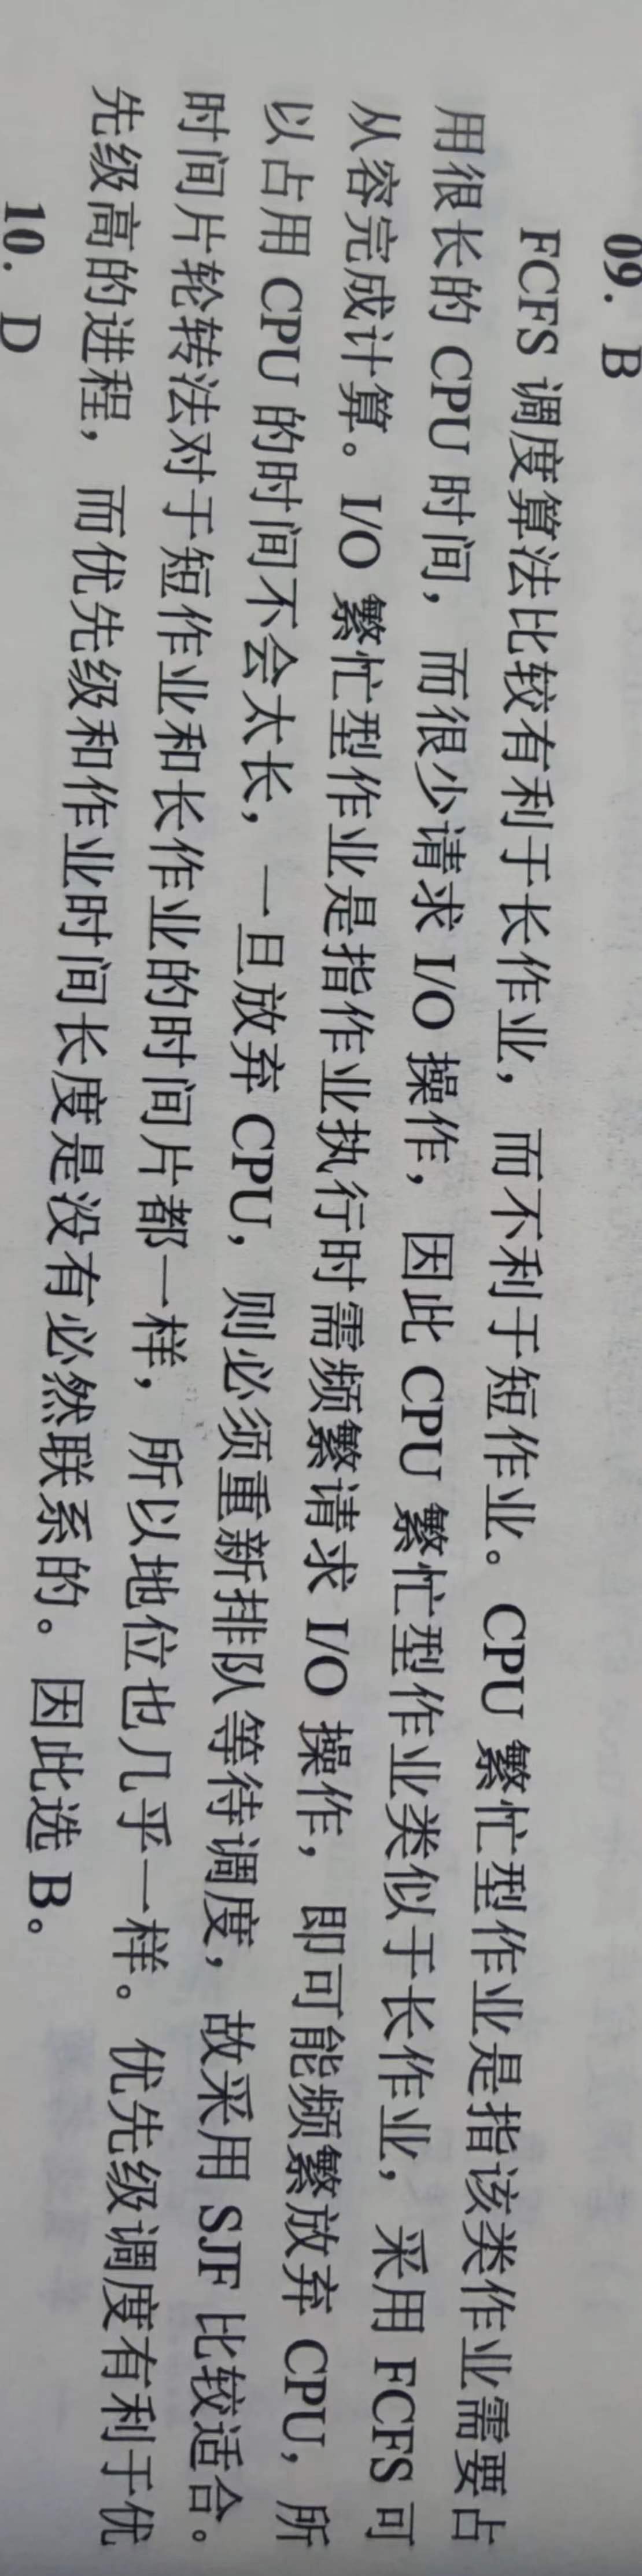 09. B
FCFS 调度算法比较有利于长作业，而不利于短作业。CPU 繁忙型作业是指该类作业需要占
用很长的 CPU 时间，而很少请求 I/O 操作，因此 CPU 繁忙型作业类似于长作业，采用 FCFS 可
从容完成计算。I/O 繁忙型作业是指作业执行时需频繁请求 I/O 操作，即可能频繁放弃 CPU，所
以占用 CPU 的时间不会太长，一旦放弃 CPU，则必须重新排队等待调度，故采用 SJF 比较适合。
时间片轮转法对于短作业和长作业的时间片都一样，所以地位也几乎一样。优先级调度有利于优
先级高的进程，而优先级和作业时间长度是没有必然联系的。因此选 B。
10. D